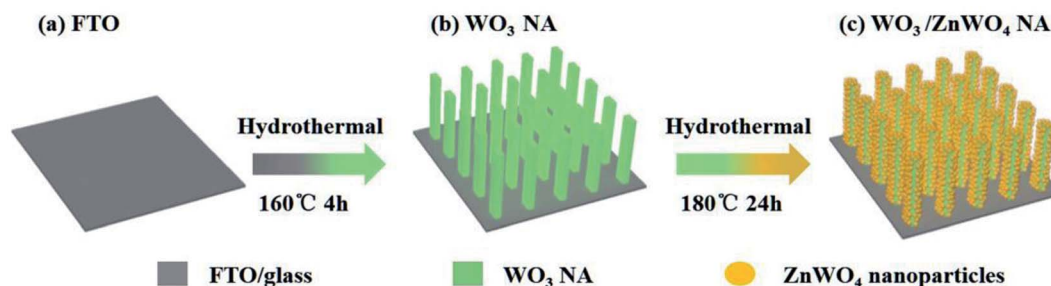 (a) FTO
(b) WO₃ NA
(c) WO₃/ZnWO₄ NA
Hydrothermal
160℃ 4h
Hydrothermal
180℃ 24h
FTO/glass
WO₃ NA
ZnWO₄ nanoparticles